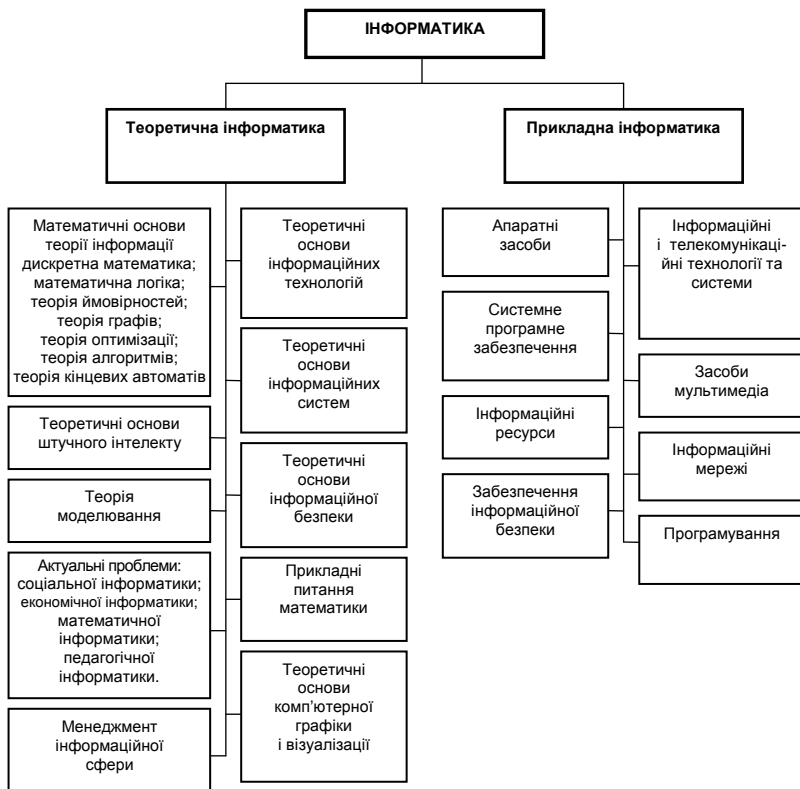 ІНФОРМАТИКА
Теоретична інформатика
Прикладна інформатика
Математичні основи
теорії інформації
дискретна математика;
математична логіка;
теорія ймовірностей;
теорія графів;
теорія оптимізації;
теорія алгоритмів;
теорія кінцевих автоматів
Теоретичні основи
штучного інтелекту
Теорія
моделювання
Актуальні проблеми:
соціальної інформатики;
економічної інформатики;
математичної
інформатики;
педагогічної
інформатики.
Менеджмент
інформаційної
сфери
Теоретичні
основи
інформаційних
технологій
Теоретичні
основи
інформаційних
систем
Теоретичні
основи
інформаційної
безпеки
Прикладні
питання
математики
Теоретичні
основи
комп’ютерної
графіки
і візуалізації
Апаратні
засоби
Системне
програмне
забезпечення
Інформаційні
ресурси
Забезпечення
інформаційної
безпеки
Інформаційні
і телекомунікаці-
йні технології та
системи
Засоби
мультимедіа
Інформаційні
мережі
Програмування